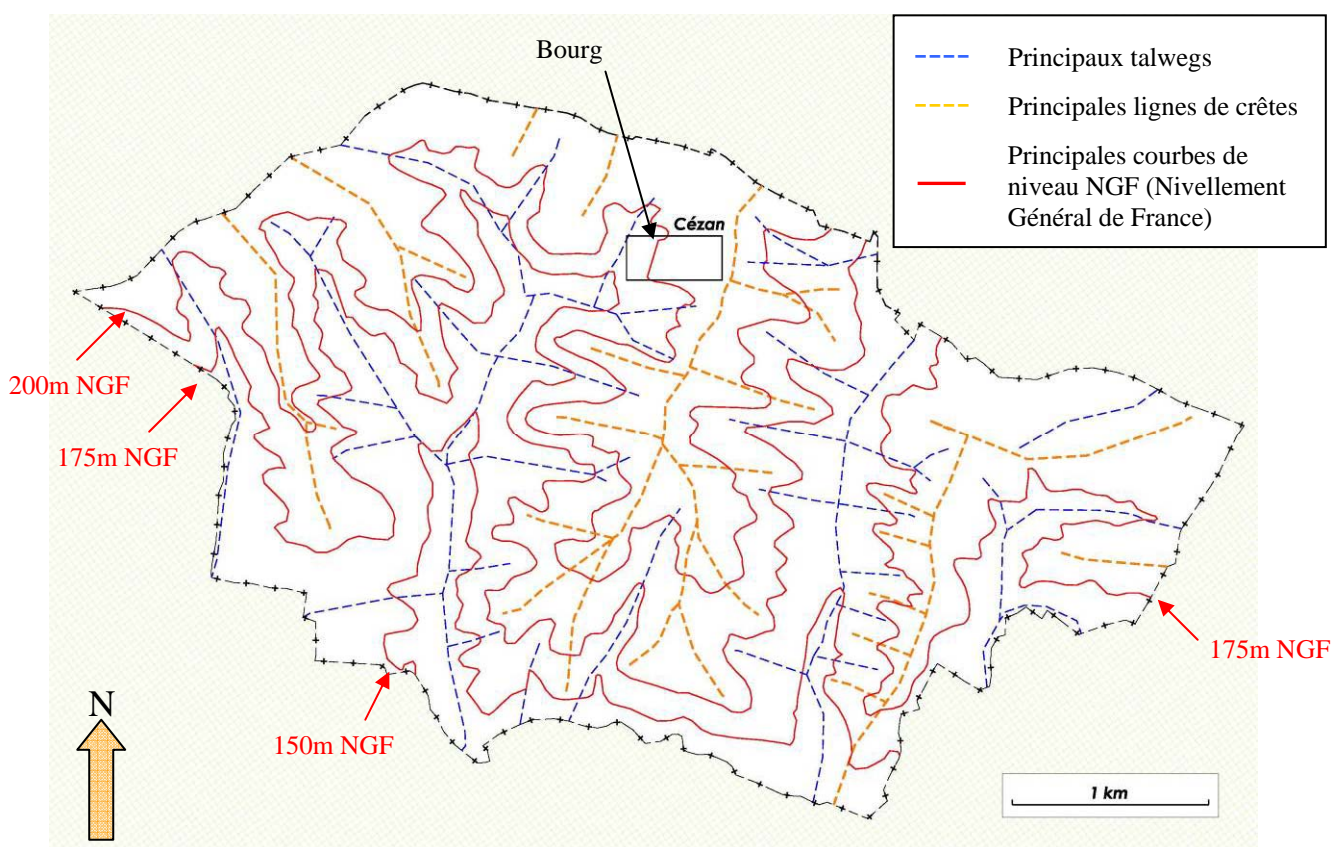 Bourg
Principaux talwegs
Principales lignes de crêtes
Principales courbes de
niveau NGF (Nivellement
Général de France)
Cézan
200m NGF
175m NGF
175m NGF
150m NGF
N
1 km